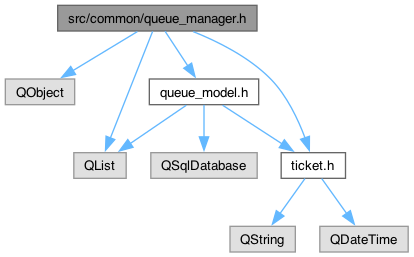 src/common/queue_manager.h
QObject
queue_model.h
QList
QSqlDatabase
ticket.h
QString
QDateTime